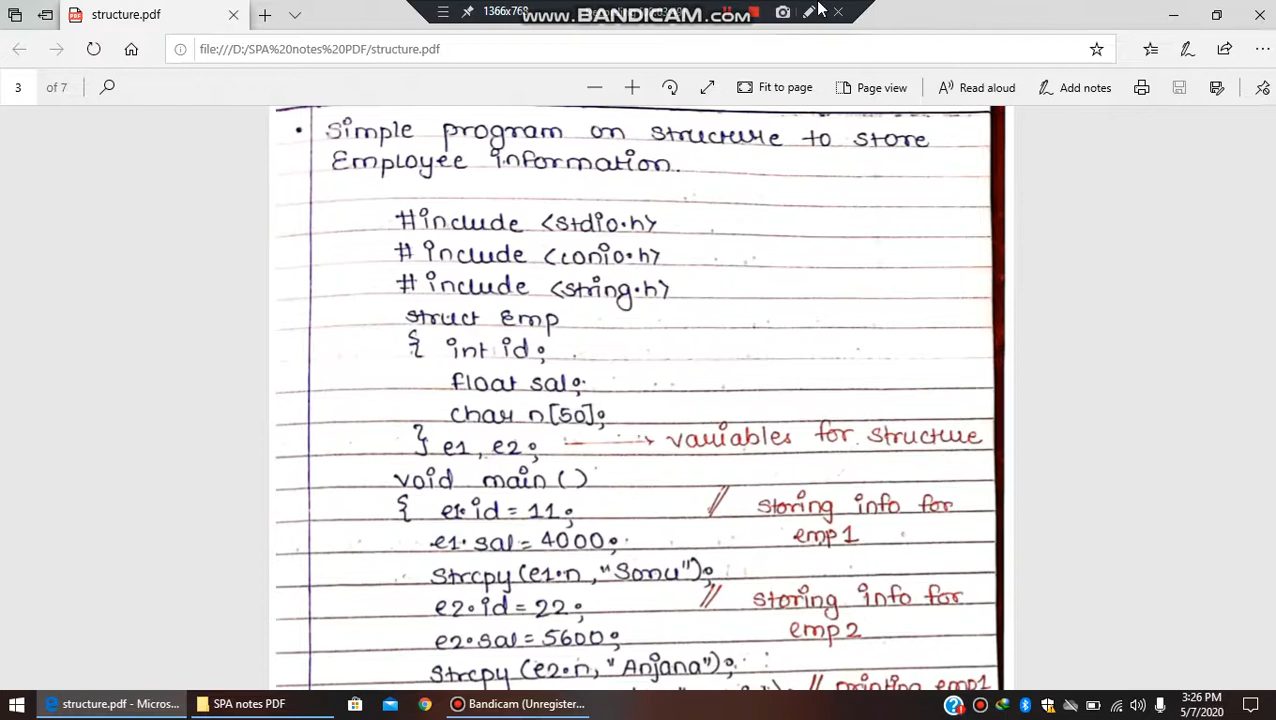 structure.pdf
1366x768
www.BANDICAM.com
file:///D:/SPA%20notes%20PDF/structure.pdf
3 of 7
Fit to page
Page view
Read aloud
Add notes
• Simple program on structure to store
Employee information.
#include <stdio.h>
#include <conio.h>
#include <string.h>
struct Emp
{ int id;
float sal;
char n[50];
} e1, e2; → variables for structure
void main()
{ e1.id = 11; // storing info for
emp1
e1.sal = 4000;
Strcpy(e1.n,"Sonu");
e2.id = 22; // storing info for
emp2
e2.sal = 5600;
Strcpy (e2.n, "Anjana");
// printing emp1
structure.pdf - Micros...
SPA notes PDF
Bandicam (Unregister...
3:26 PM
5/7/2020